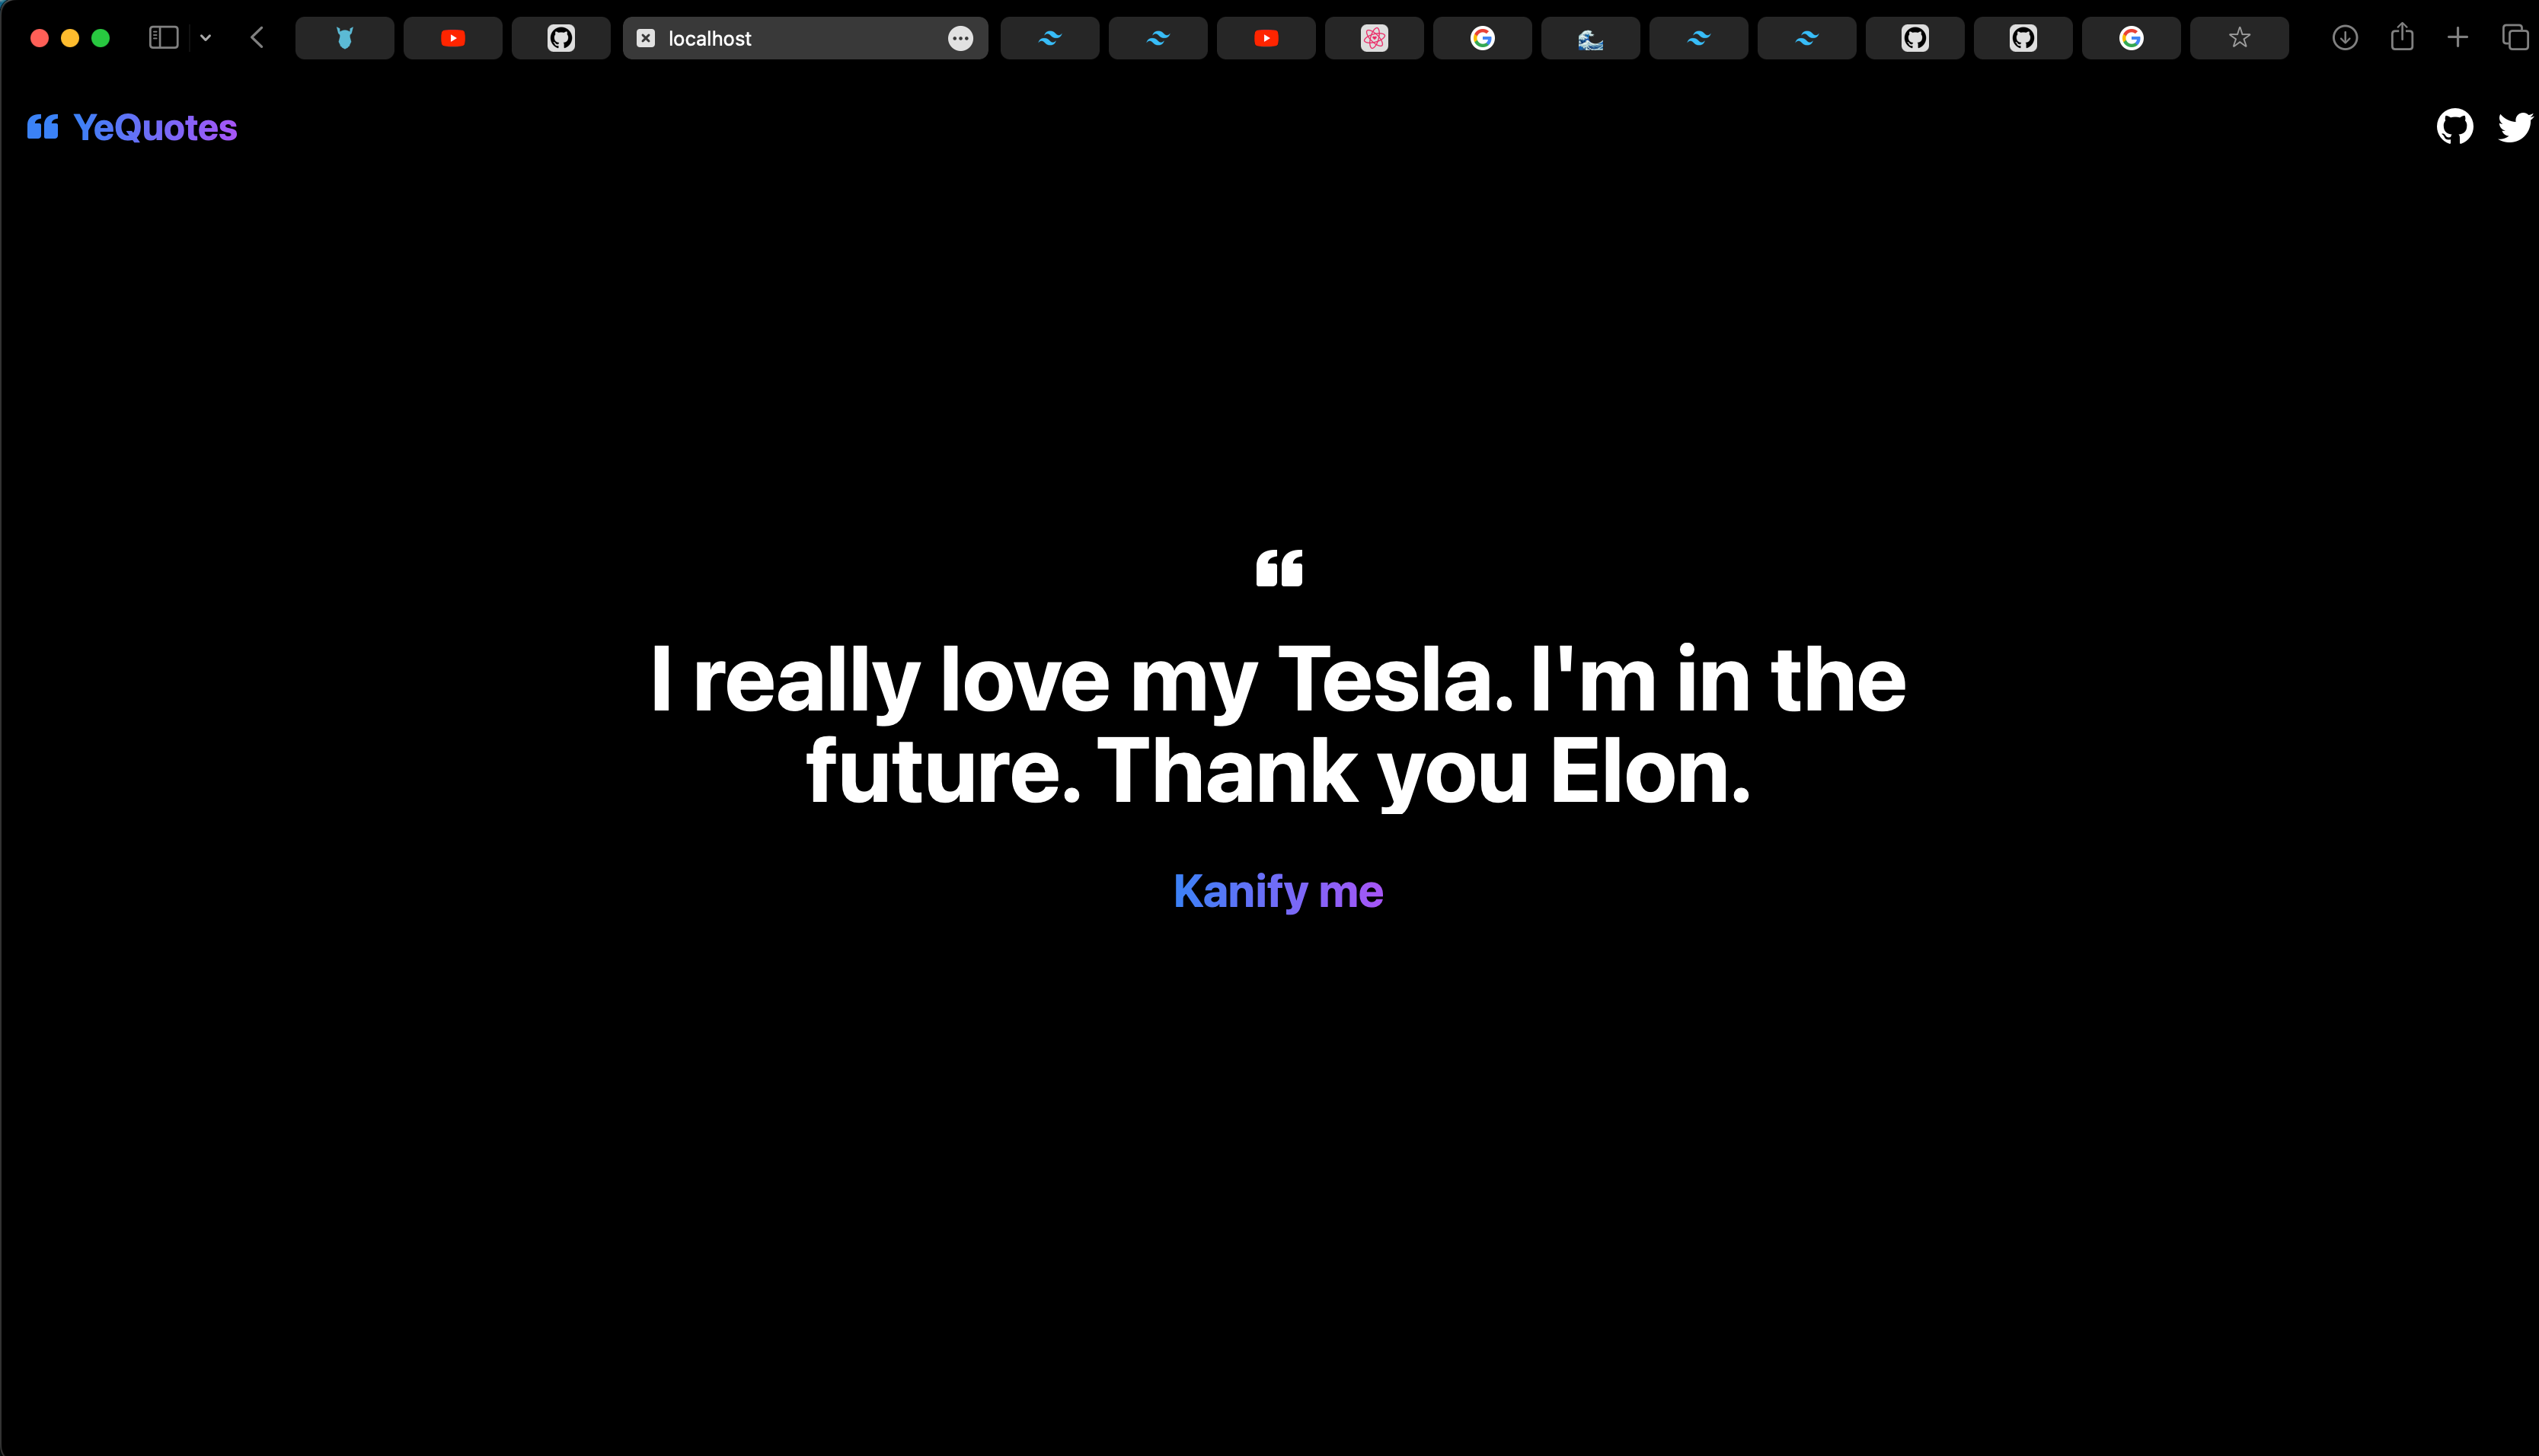 localhost
YeQuotes
I really love my Tesla. I'm in the
future. Thank you Elon.
Kanify me